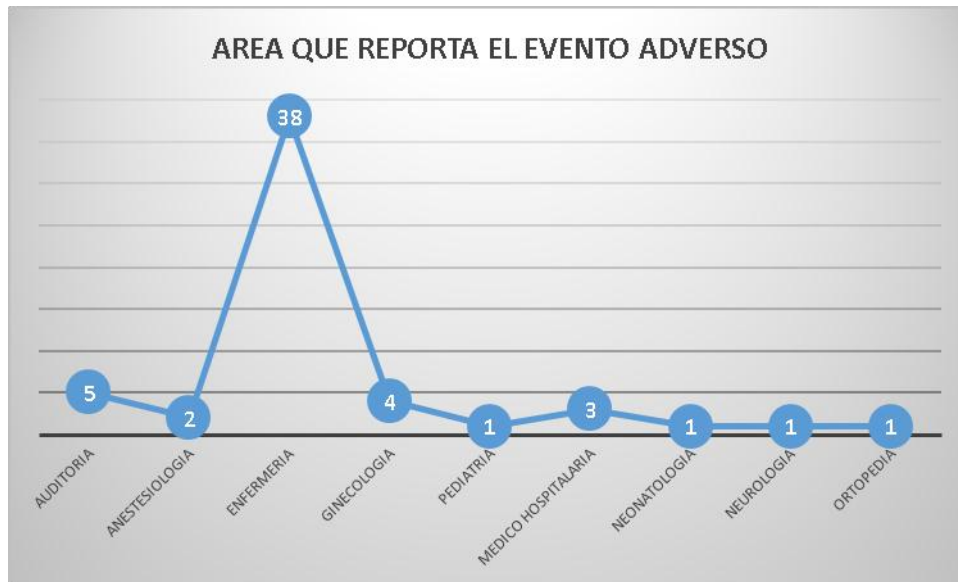 AREA QUE REPORTA EL EVENTO ADVERSO
38
5
2
4
1
3
1
1
1
AUDITORIA
ANESTESIOLOGIA
ENFERMERIA
GINECOLOGIA
PEDIATRIA
MEDICO HOSPITALARIA
NEONATOLOGIA
NEUROLOGIA
ORTOPEDIA